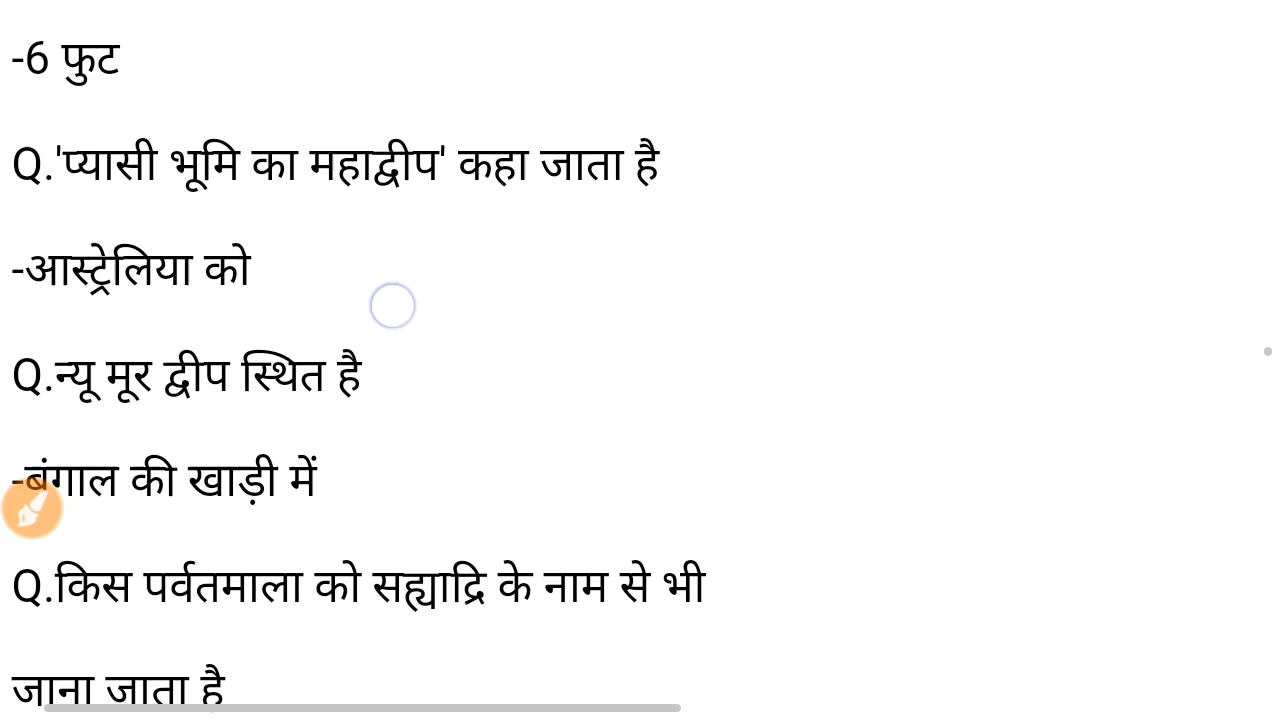 -6 फुट
Q.'प्यासी भूमि का महाद्वीप' कहा जाता है
-आस्ट्रेलिया को
Q.न्यू मूर द्वीप स्थित है
-बंगाल की खाड़ी में
Q.किस पर्वतमाला को सह्याद्रि के नाम से भी
जाना जाता है